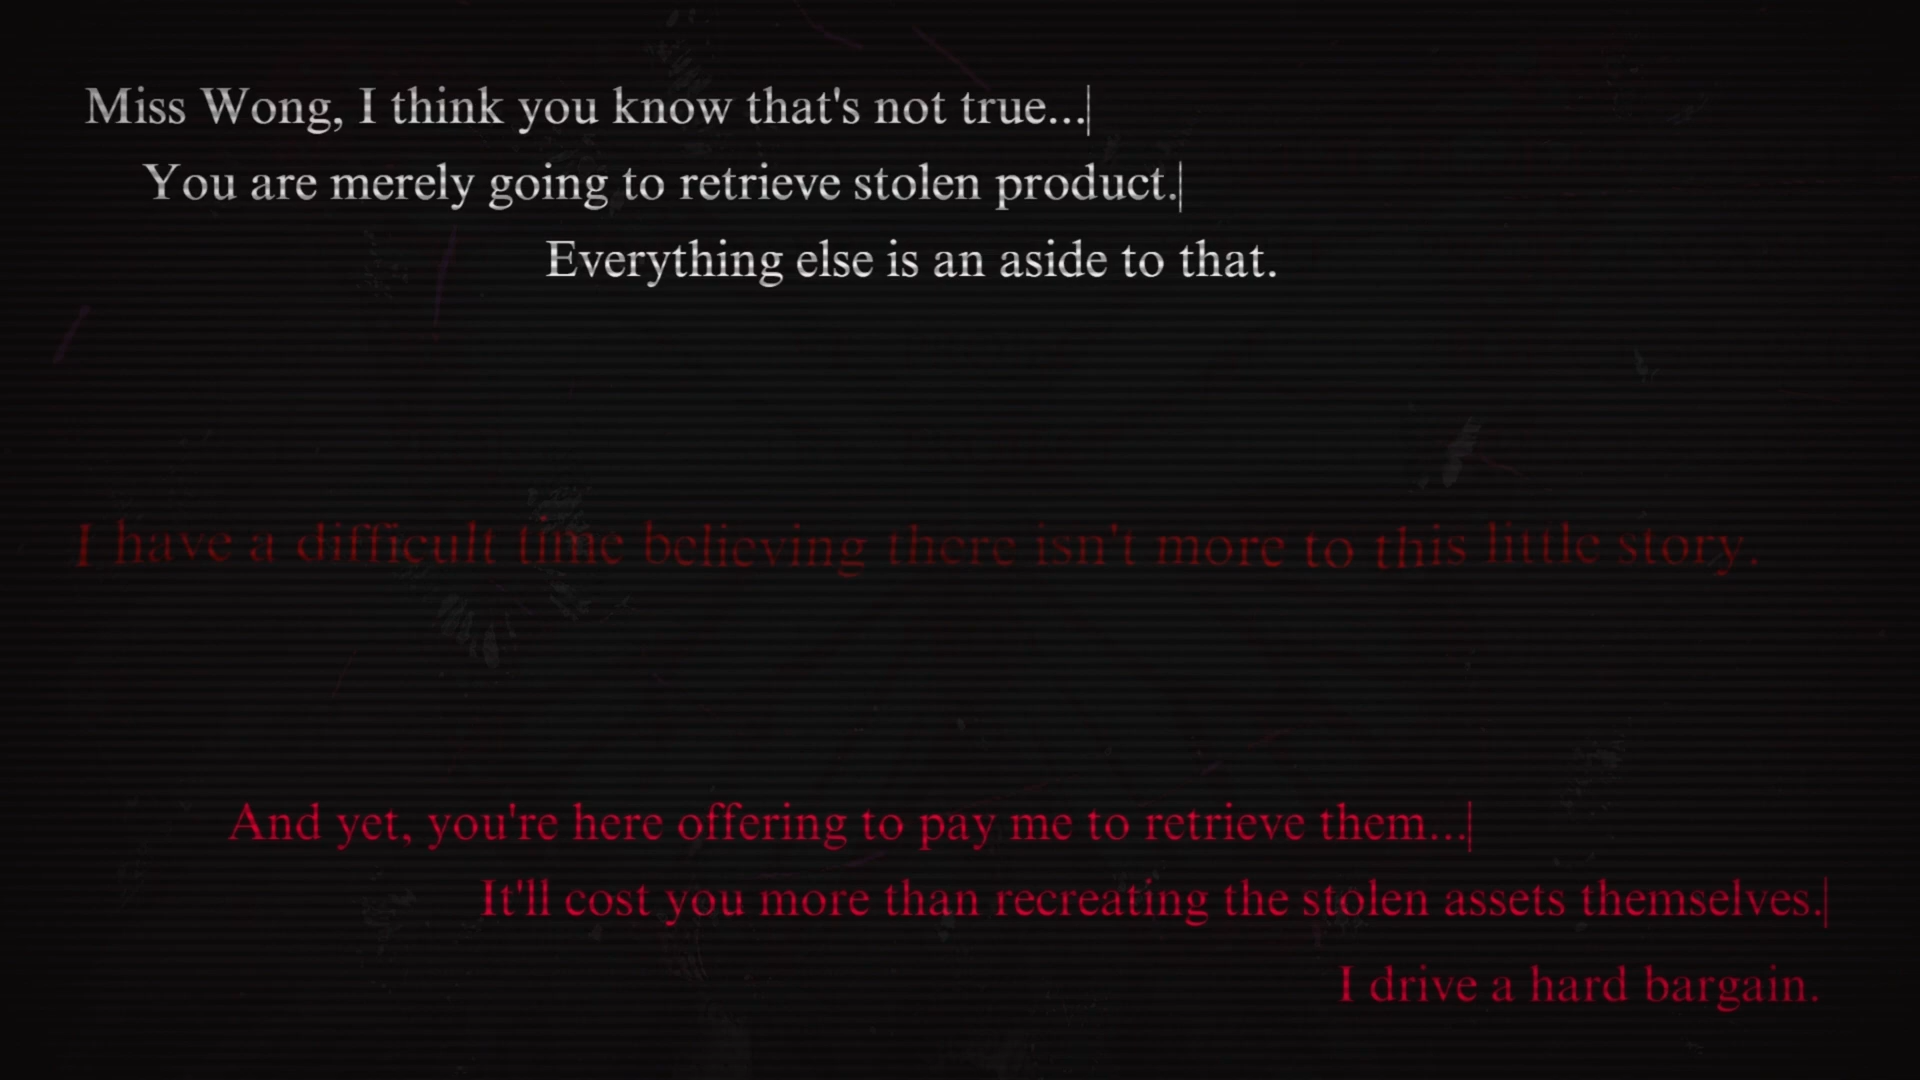 Miss Wong, I think you know that's not true...
You are merely going to retrieve stolen product.
Everything else is an aside to that.
I have a difficult time believing there isn't more to this little story.
And yet, you're here offering to pay me to retrieve them...
It'll cost you more than recreating the stolen assets themselves.
I drive a hard bargain.